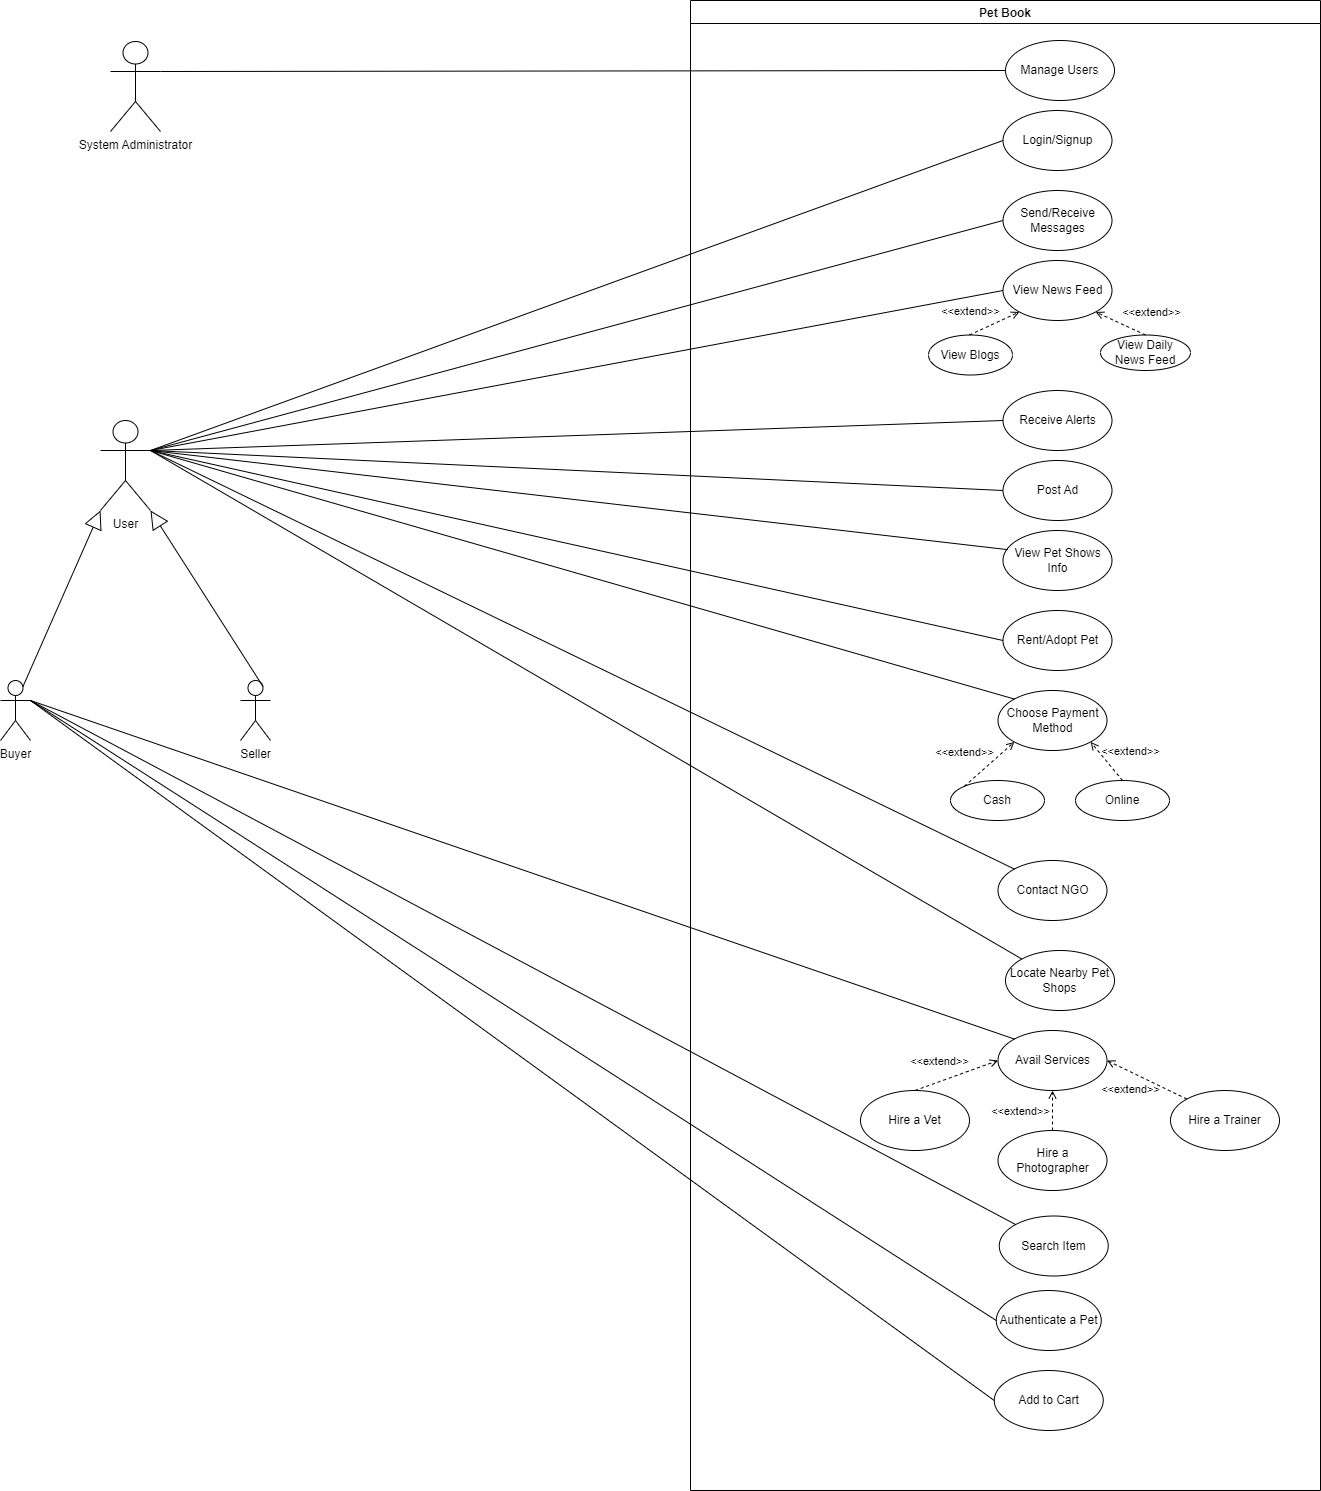 Pet Book
Manage Users
System Administrator
Login/Signup
Send/Receive
Messages
View News Feed
<<extend>>
<<extend>>
View Blogs
View Daily
News Feed
Receive Alerts
Post Ad
User
View Pet Shows
Info
Rent/Adopt Pet
Choose Payment
Method
Buyer
Seller
<<extend>>
<<extend>>
Cash
Online
Contact NGO
Locate Nearby Pet
Shops
Avail Services
<<extend>>
<<extend>>
<<extend>>
Hire a Vet
Hire a Trainer
Hire a
Photographer
Search Item
Authenticate a Pet
Add to Cart